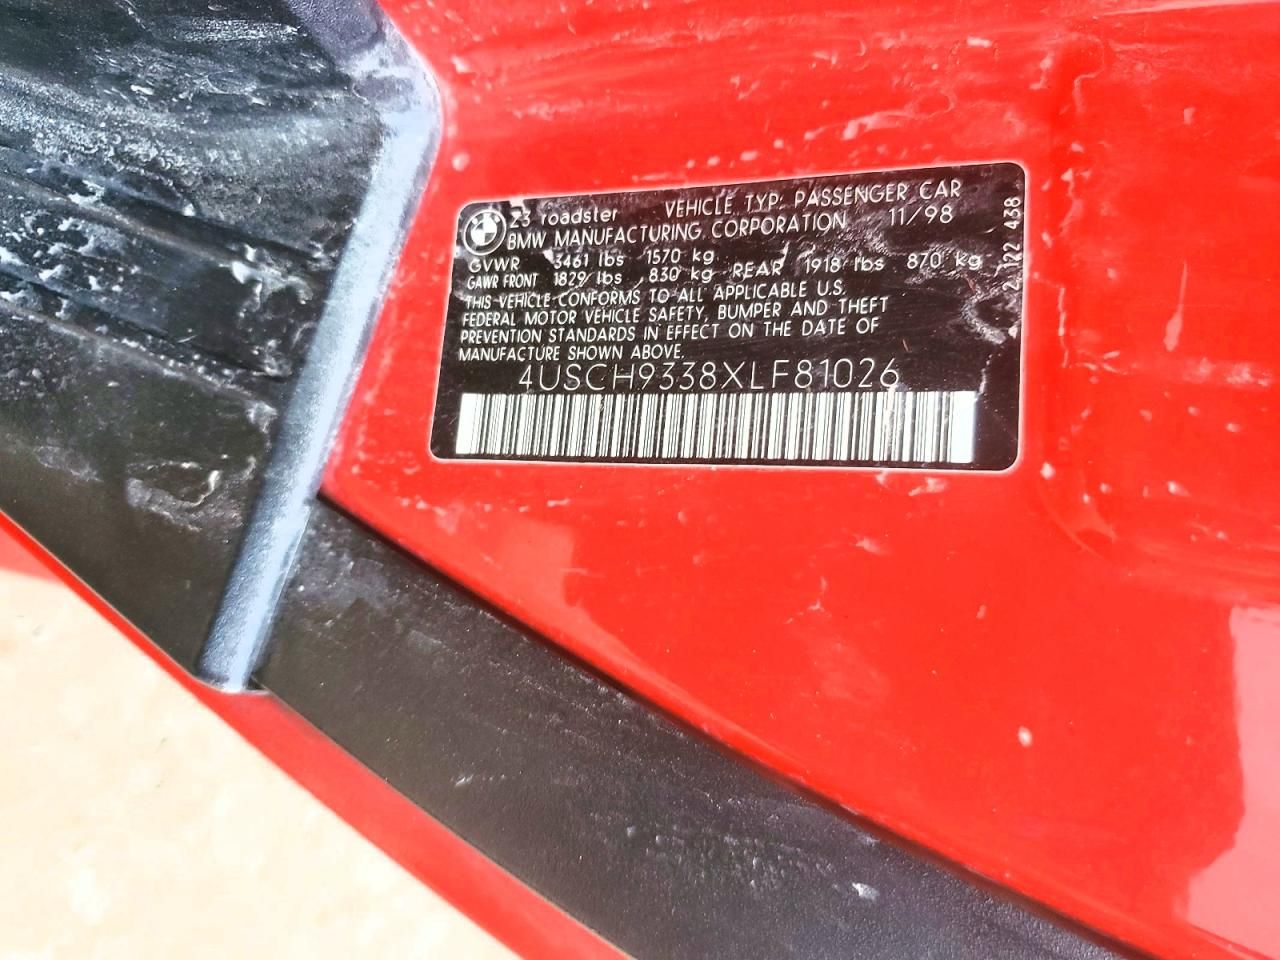 Z3 roadster VEHICLE TYP: PASSENGER CAR
BMW MANUFACTURING CORPORATION 11/98
GVWR 3461 lbs 1570 kg
GAWR FRONT 1829 lbs 830 kg REAR 1918 lbs 870 kg
THIS VEHICLE CONFORMS TO ALL APPLICABLE U.S.
FEDERAL MOTOR VEHICLE SAFETY, BUMPER AND THEFT
PREVENTION STANDARDS IN EFFECT ON THE DATE OF
MANUFACTURE SHOWN ABOVE.
4USCH9338XLF81026
438